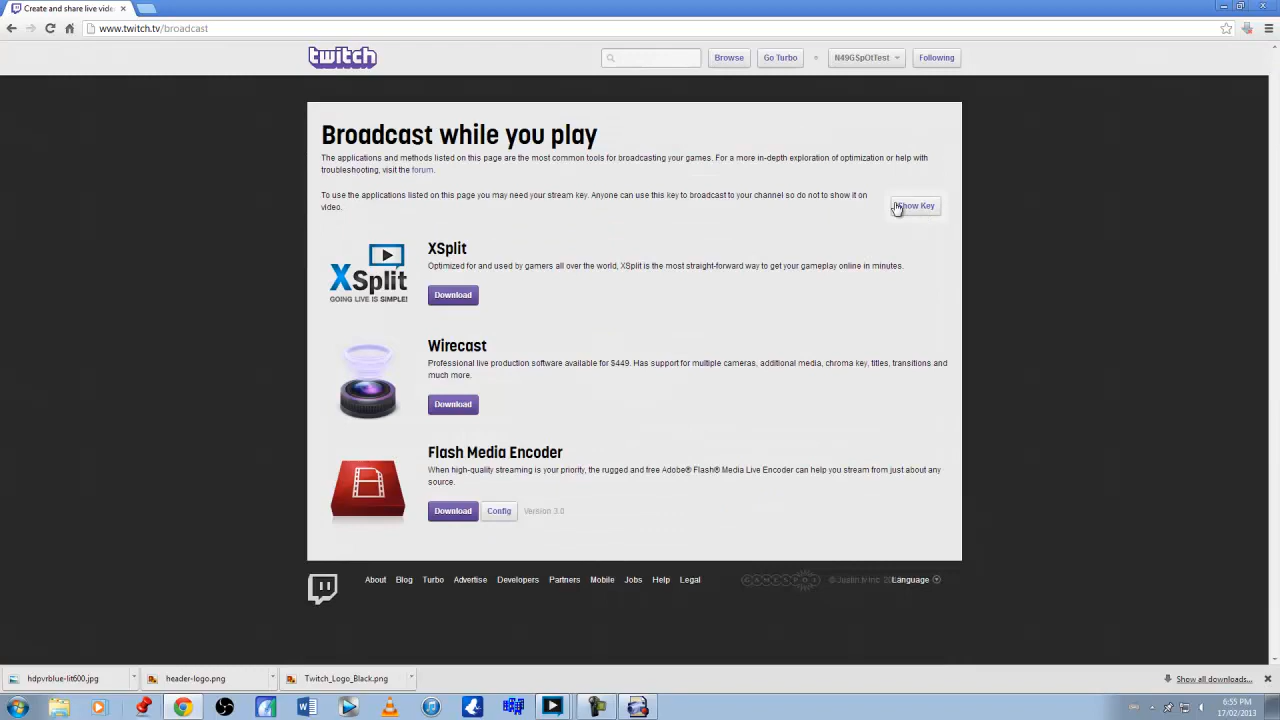 Create and share live vide
www.twitch.tv/broadcast
twitch
Browse
Go Turbo
N49GSpOtTest
Following
Broadcast while you play
The applications and methods listed on this page are the most common tools for broadcasting your games. For a more in-depth exploration of optimization or help with
troubleshooting, visit the forum.
To use the applications listed on this page you may need your stream key. Anyone can use this key to broadcast to your channel so do not to show it on
video.
Show Key
XSplit
GOING LIVE IS SIMPLE!
XSplit
Optimized for and used by gamers all over the world, XSplit is the most straight-forward way to get your gameplay online in minutes.
Download
Wirecast
Professional live production software available for $449. Has support for multiple cameras, additional media, chroma key, titles, transitions and
much more.
Download
Flash Media Encoder
When high-quality streaming is your priority, the rugged and free Adobe® Flash® Media Live Encoder can help you stream from just about any
source.
Download
Config
Version 3.0
About
Blog
Turbo
Advertise
Developers
Partners
Mobile
Jobs
Help
Legal
GAMESPOT
© Justin.tv Inc.
Language
hdpvrblue-lit600.jpg
header-logo.png
Twitch_Logo_Black.png
Show all downloads...
6:55 PM
17/02/2013